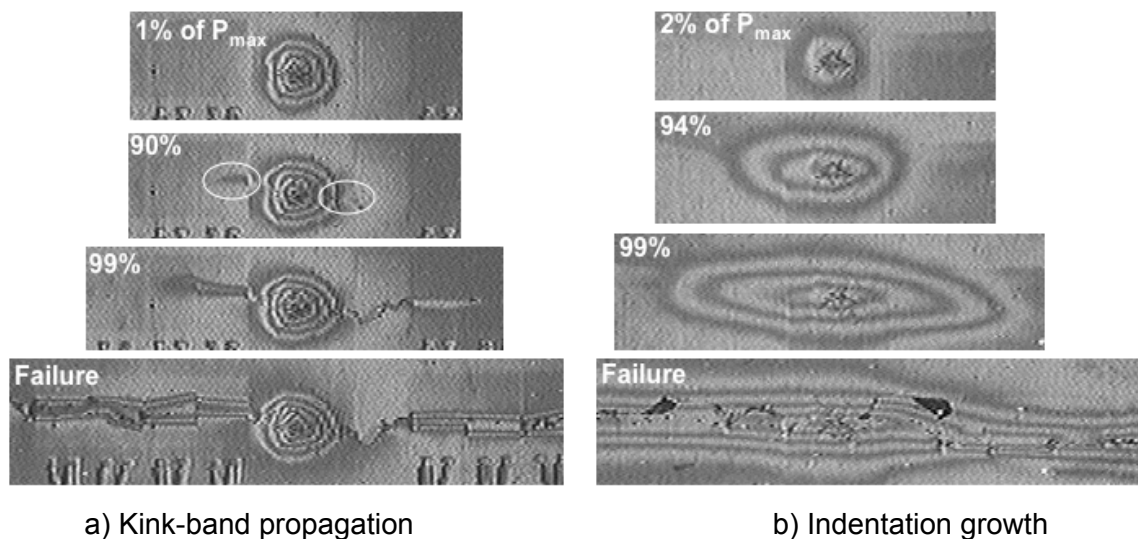 1% of Pmax
90%
99%
Failure
a) Kink-band propagation
2% of Pmax
94%
99%
Failure
b) Indentation growth